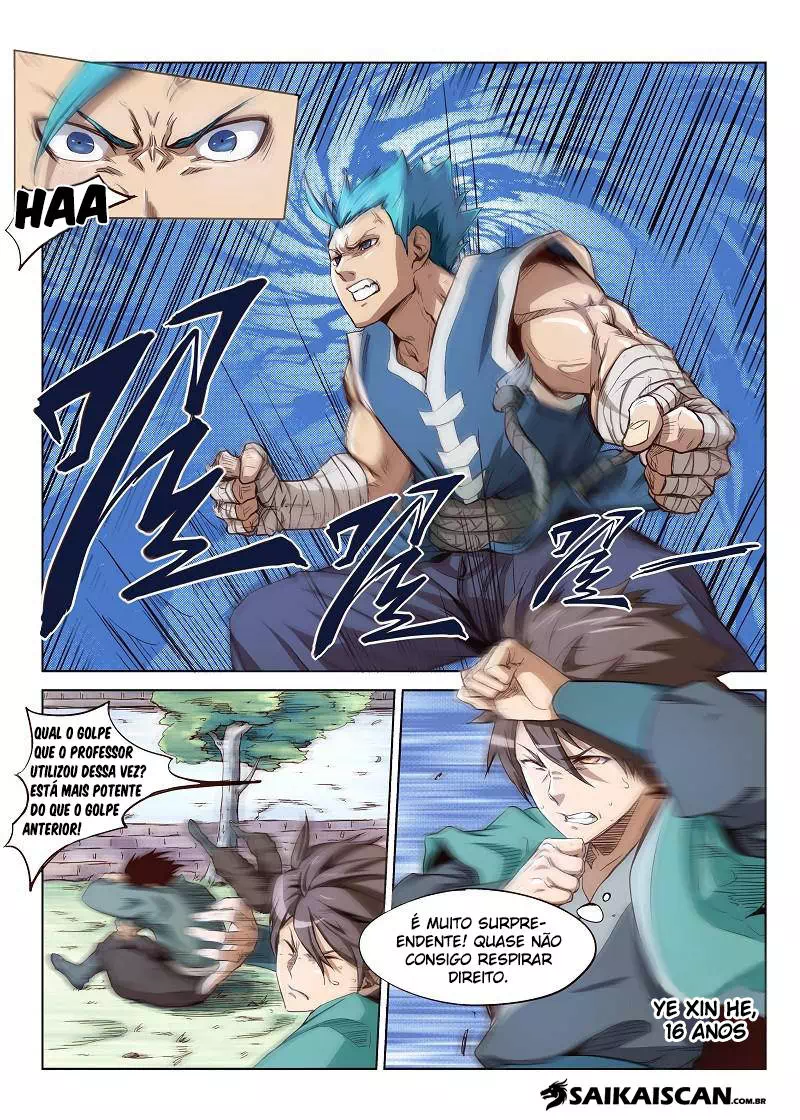 HAA
QUAL O GOLPE
QUE O PROFESSOR
UTILIZOU DESSA VEZ?
ESTÁ MAIS POTENTE
DO QUE O GOLPE
ANTERIOR!
É MUITO SURPRE-
ENDENTE! QUASE NÃO
CONSIGO RESPIRAR
DIREITO.
YE XIN HE,
16 ANOS
SAIKAISCAN.COM.BR